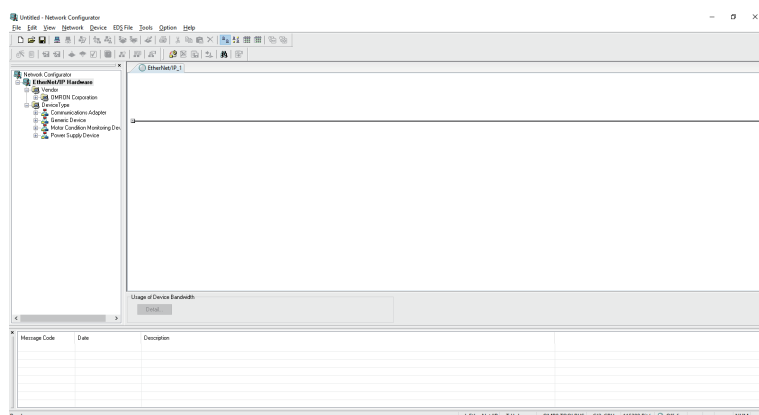 Untitled - Network Configurator
File Edit View Network Device EDS File Tools Option Help
EtherNet/IP_1
Network Configurator
EtherNet/IP Hardware
Vendor
OMRON Corporation
DeviceType
Communications Adapter
Generic Device
Motor Condition Monitoring Dev
Power Supply Device
Usage of Device Bandwidth
Detail...
Message Code Date Description